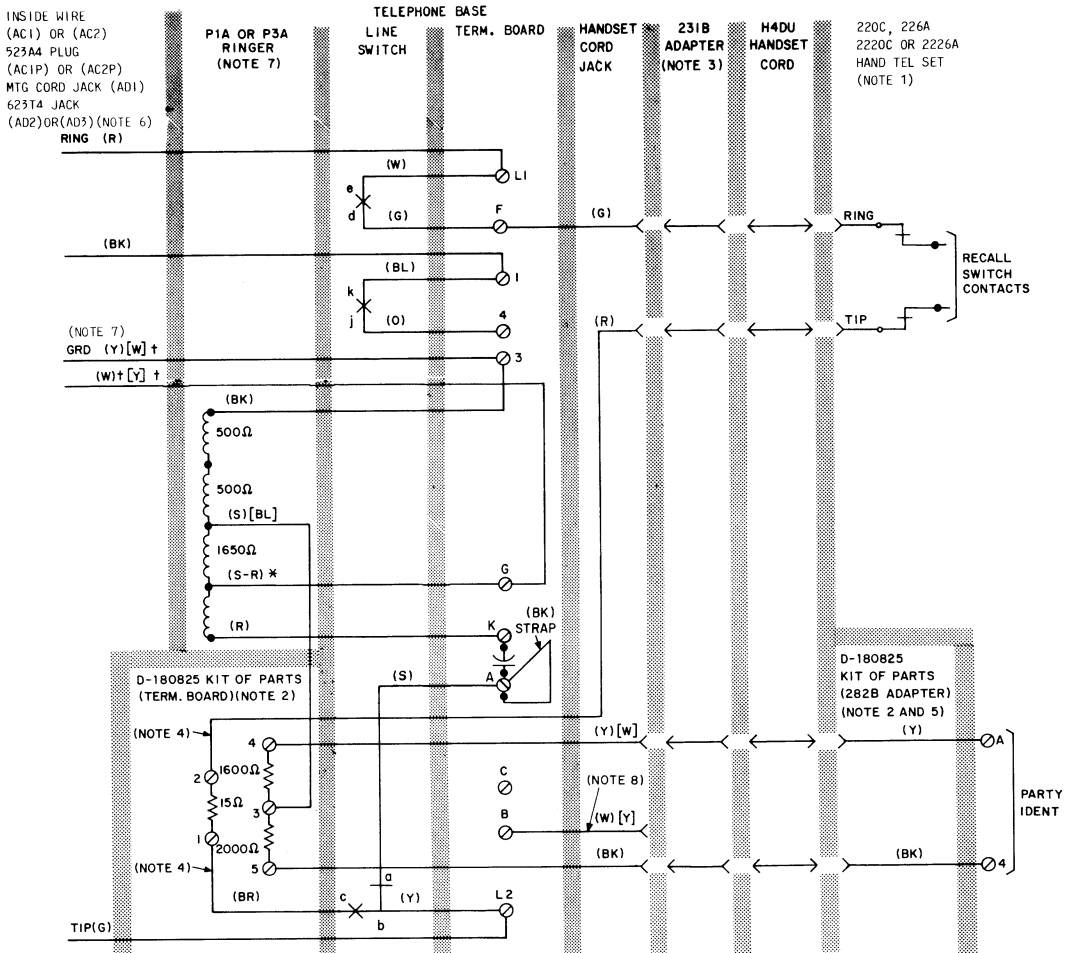 INSIDE WIRE
(AC1) OR (AC2)
523A4 PLUG
(AC1P) OR (AC2P)
MTG CORD JACK (AD1)
623T4 JACK
(AD2)OR(AD3)(NOTE 6)
P1A OR P3A
RINGER
(NOTE 7)
TELEPHONE BASE
LINE
SWITCH
TERM. BOARD
HANDSET
CORD
JACK
231B
ADAPTER
(NOTE 3)
H4DU
HANDSET
CORD
220C, 226A
2220C OR 2226A
HAND TEL SET
(NOTE 1)
RING (R)
(W)
L1
e
d
(G)
F
(G)
RING
(BK)
(BL)
1
RECALL
SWITCH
CONTACTS
k
j
(O)
4
(R)
TIP
(NOTE 7)
GRD (Y)[W] †
3
(W)†[Y] †
(BK)
500Ω
500Ω
(S)[BL]
1650Ω
(S-R) *
G
(R)
K
(BK)
STRAP
D-180825 KIT OF PARTS
(TERM. BOARD)(NOTE 2)
(S)
A
D-180825
KIT OF PARTS
(282B ADAPTER)
(NOTE 2 AND 5)
(NOTE 4)
4
(Y)[W]
(Y)
A
1600Ω
2
C
(NOTE 8)
15Ω
3
PARTY
IDENT
B
(W)[Y]
1
2000Ω
5
(BK)
(BK)
4
(NOTE 4)
a
(BR)
c
(Y)
L2
b
TIP(G)